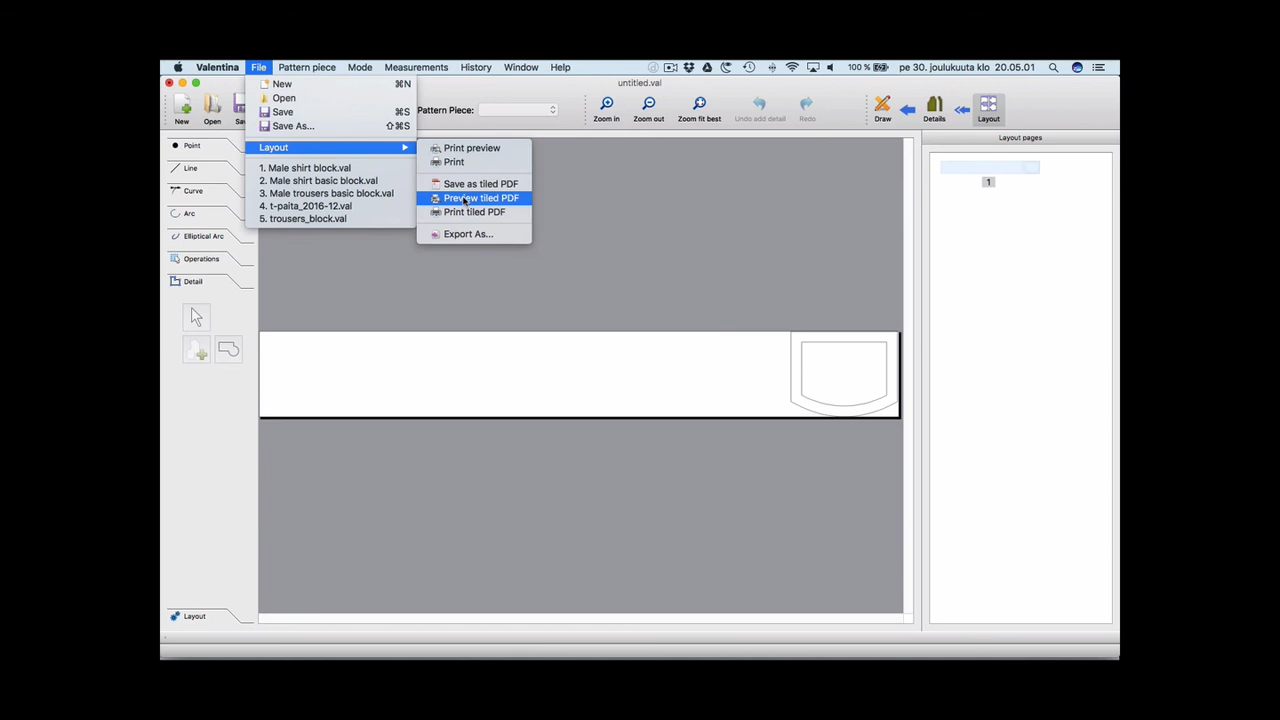 Valentina File Pattern piece Mode Measurements History Window Help 100 % pe 30. joulukuuta klo 20.05.01
untitled.val
New ⌘N
Open
Save ⌘S
Save As... ⇧⌘S
Layout
1. Male shirt block.val
2. Male shirt basic block.val
3. Male trousers basic block.val
4. t-paita_2016-12.val
5. trousers_block.val
Print preview
Print
Save as tiled PDF
Preview tiled PDF
Print tiled PDF
Export As...
New Open Pattern Piece: Zoom in Zoom out Zoom fit best Undo add detail Redo Draw Details Layout
Point
Line
Curve
Arc
Elliptical Arc
Operations
Detail
Layout
Layout pages
1